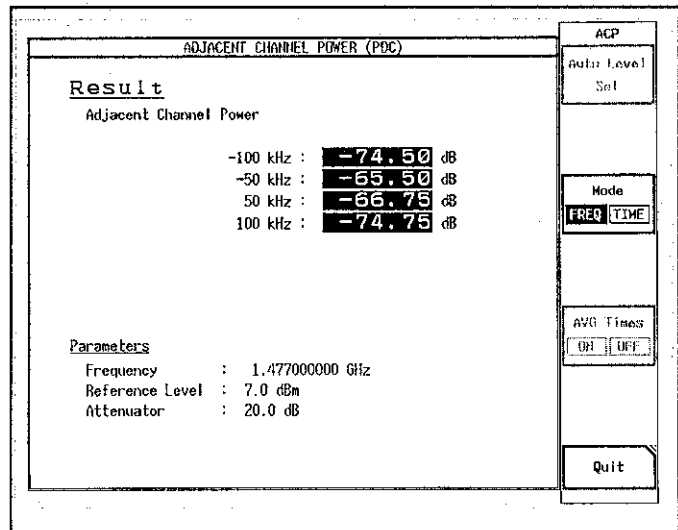 ADJACENT CHANNEL POWER (PDC)
Result
Adjacent Channel Power
-100 kHz : -74.50 dB
-50 kHz : -65.50 dB
50 kHz : -66.75 dB
100 kHz : -74.75 dB
Parameters
Frequency : 1.477000000 GHz
Reference Level : 7.0 dBm
Attenuator : 20.0 dB
ACP
Auto Level
Set
Mode
FREQ TIME
AVG Times
ON OFF
Quit